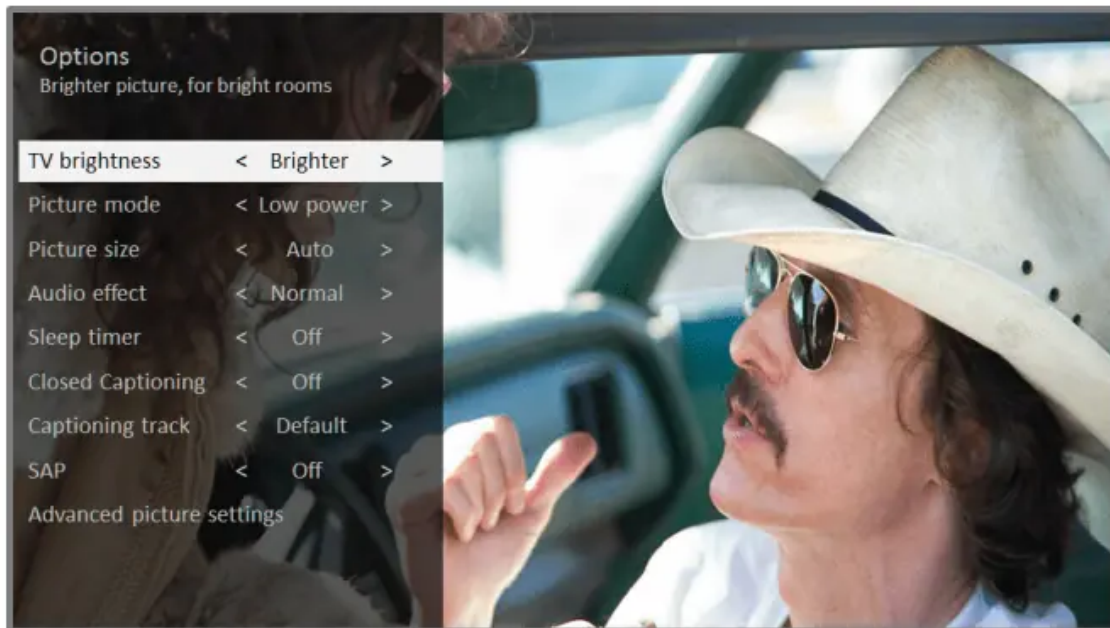 Options
Brighter picture, for bright rooms
TV brightness < Brighter >
Picture mode < Low power >
Picture size < Auto >
Audio effect < Normal >
Sleep timer < Off >
Closed Captioning < Off >
Captioning track < Default >
SAP < Off >
Advanced picture settings